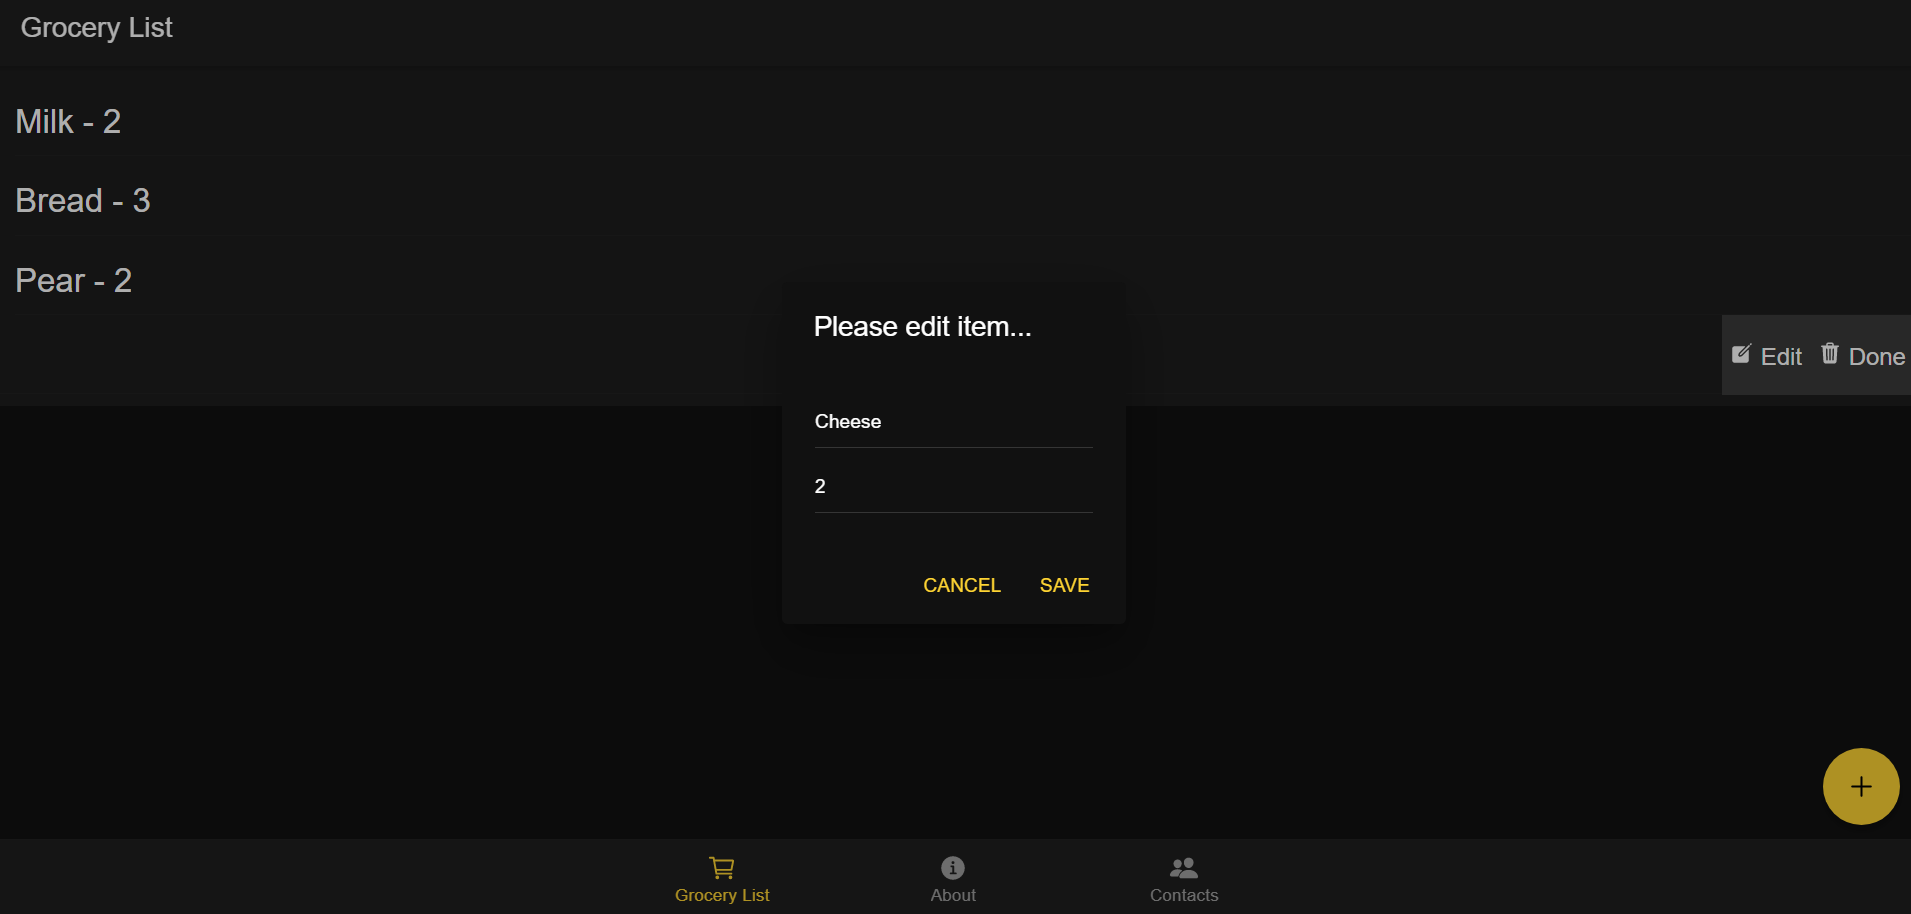 Grocery List
Milk - 2
Bread - 3
Pear - 2
Edit Done
Please edit item...
Cheese
2
CANCEL SAVE
Grocery List About Contacts